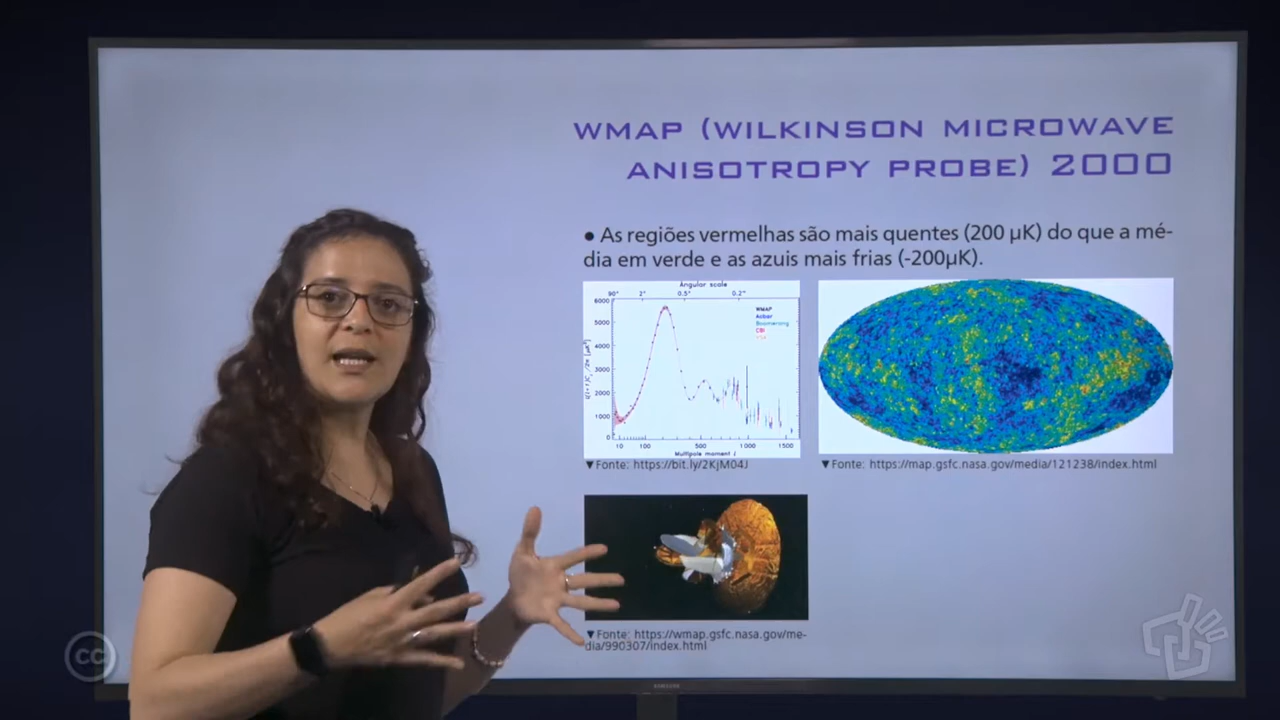 WMAP (WILKINSON MICROWAVE
ANISOTROPY PROBE) 2000
● As regiões vermelhas são mais quentes (200 µK) do que a mé-
dia em verde e as azuis mais frias (-200µK).
Angular scale
90° 2° 0.5° 0.2°
6000
5000
4000
3000
2000
1000
0
WMAP
Acbar
Boomerang
CBI
VSA
10 100 500 1000 1500
Multipole moment l
▼Fonte: https://bit.ly/2KjM04J
▼Fonte: https://map.gsfc.nasa.gov/media/121238/index.html
▼Fonte: https://wmap.gsfc.nasa.gov/me-
dia/990307/index.html
SAMSUNG
cc